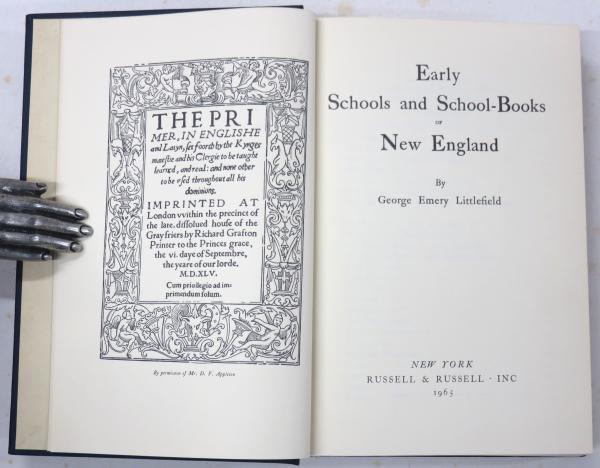 THE PRI
MER, IN ENGLISHE
and Latyn, set foorth by the Kynges
maiestie and his Clergie to be taught
learned, and read: and none other
to be vsed throughout all his
dominions.
IMPRINTED AT
London vvithin the precinct of
the late dissolued house of the
Gray friers by Richard Grafton
Printer to the Princes grace,
the vi. daye of Septembre,
the yeare of our lorde.
M.D.XLV.
Cum priuilegio ad im-
primendum solum.
By permission of Mr. D. F. Appleton
Early
Schools and School-Books
OF
New England
By
George Emery Littlefield
NEW YORK
RUSSELL & RUSSELL · INC
1965